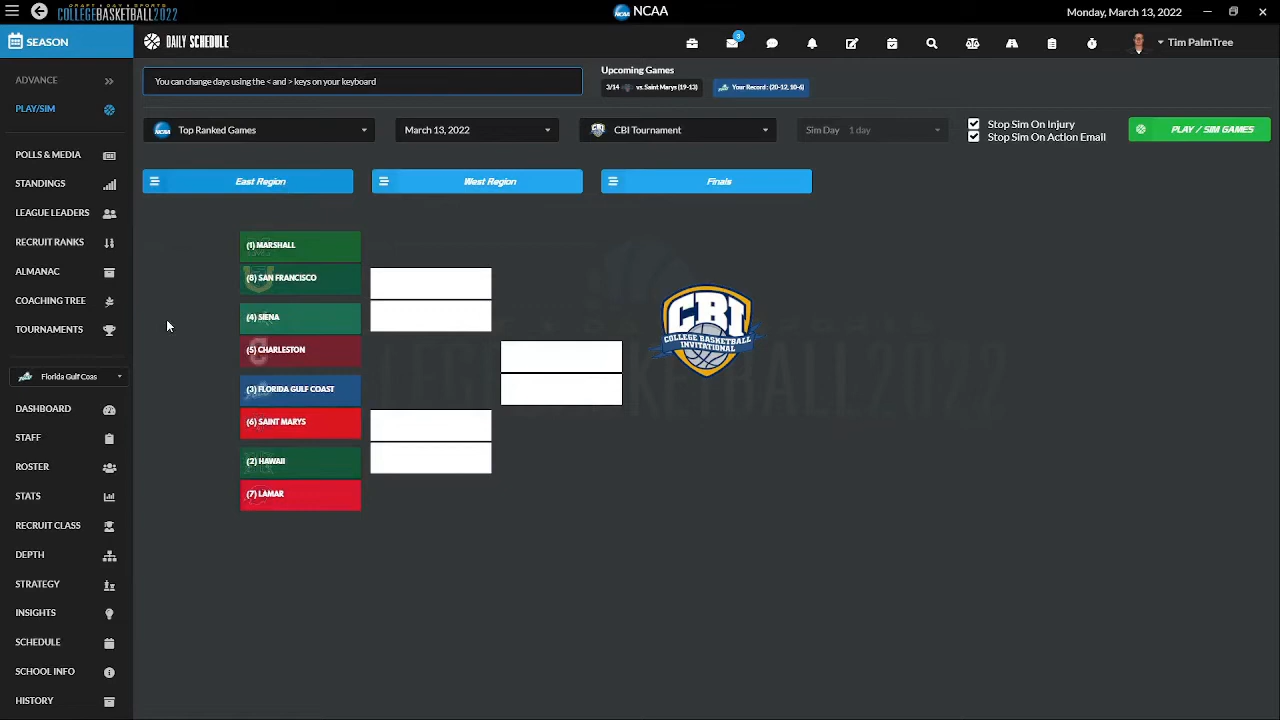 DRAFT DAY SPORTS
COLLEGEBASKETBALL2022
NCAA
Monday, March 13, 2022
SEASON
DAILY SCHEDULE
3
Tim PalmTree
ADVANCE
PLAY/SIM
POLLS & MEDIA
STANDINGS
LEAGUE LEADERS
RECRUIT RANKS
ALMANAC
COACHING TREE
TOURNAMENTS
Florida Gulf Coas
DASHBOARD
STAFF
ROSTER
STATS
RECRUIT CLASS
DEPTH
STRATEGY
INSIGHTS
SCHEDULE
SCHOOL INFO
HISTORY
You can change days using the < and > keys on your keyboard
Upcoming Games
3/14 vs. Saint Marys (19-13)
Your Record : (20-12, 10-6)
Top Ranked Games
March 13, 2022
CBI Tournament
Sim Day 1 day
Stop Sim On Injury
Stop Sim On Action Email
PLAY / SIM GAMES
East Region
West Region
Finals
(1) MARSHALL
(8) SAN FRANCISCO
(4) SIENA
(5) CHARLESTON
(3) FLORIDA GULF COAST
(6) SAINT MARYS
(2) HAWAII
(7) LAMAR
CBI
COLLEGE BASKETBALL
INVITATIONAL